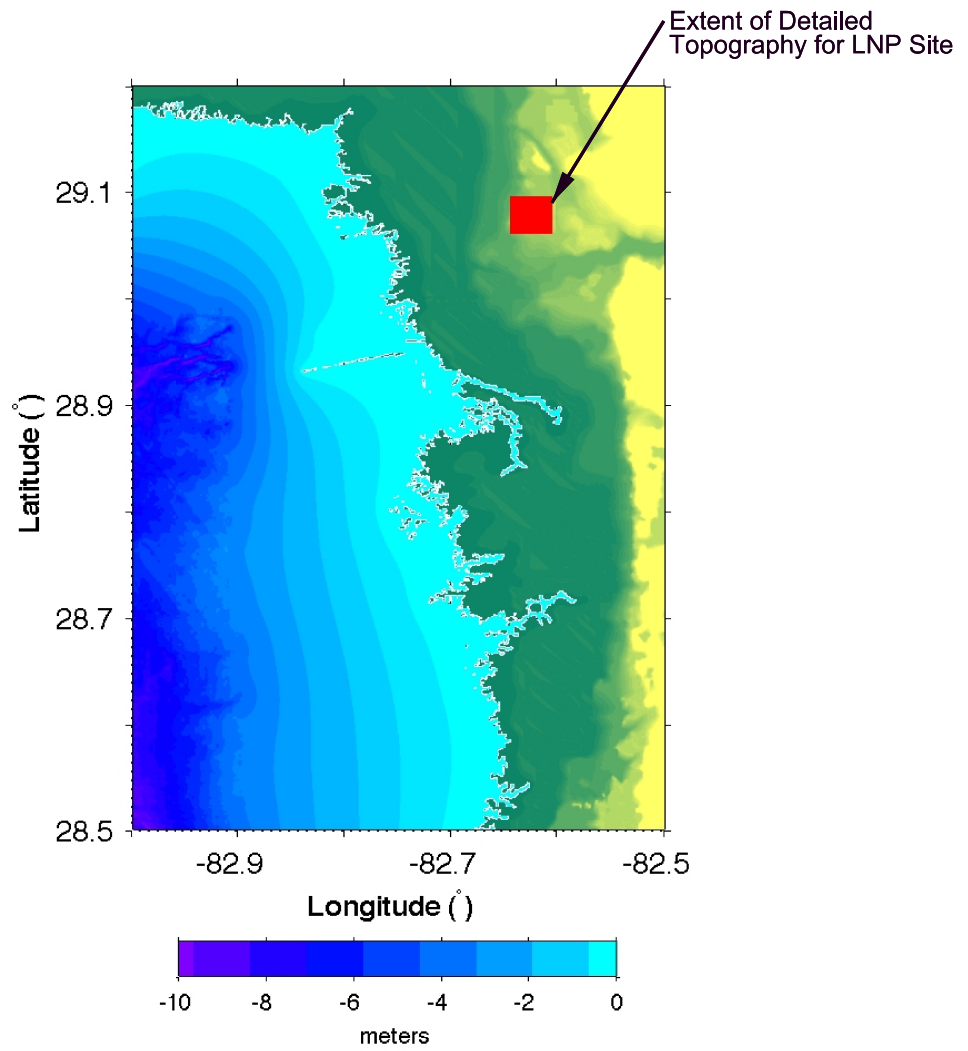 Extent of Detailed
Topography for LNP Site
29.1
28.9
28.7
28.5
Latitude (°)
-82.9 -82.7 -82.5
Longitude (°)
-10 -8 -6 -4 -2 0
meters